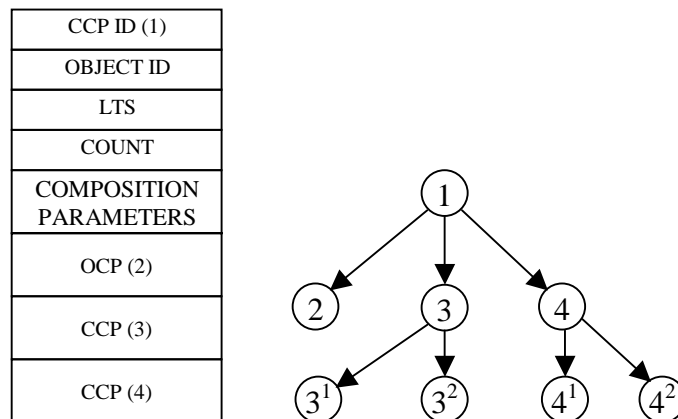 CCP ID (1)
OBJECT ID
LTS
COUNT
COMPOSITION
PARAMETERS
OCP (2)
CCP (3)
CCP (4)
1
2
3
4
3¹
3²
4¹
4²